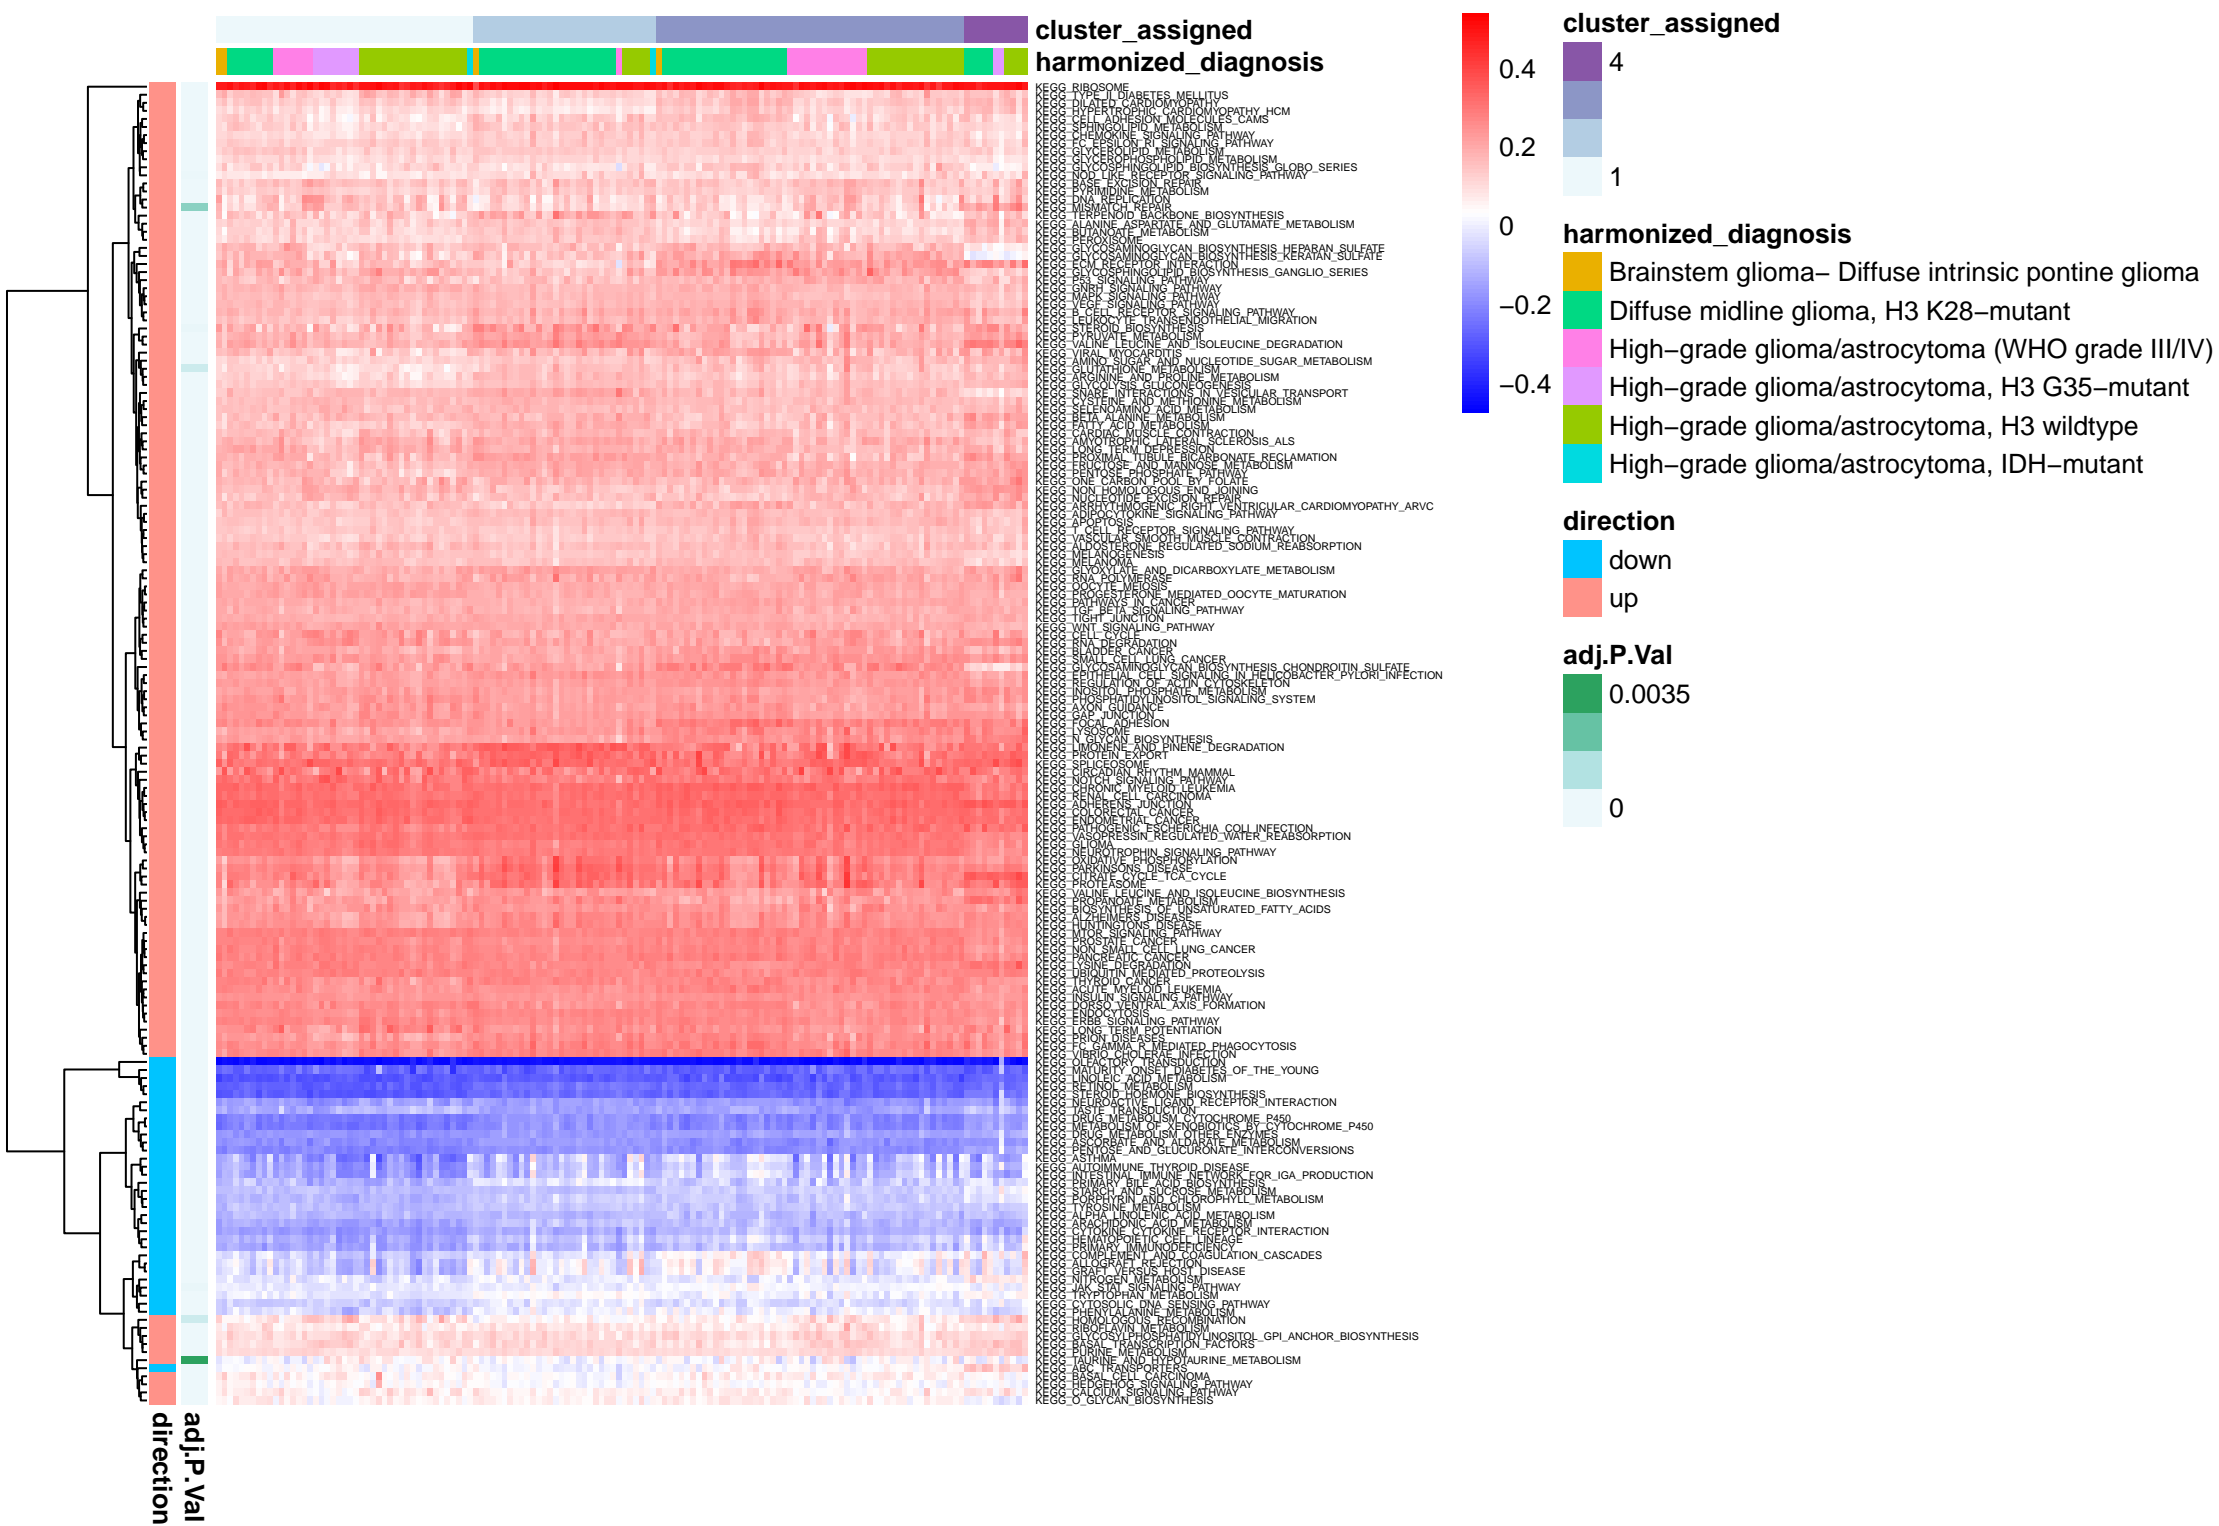 cluster_assigned
harmonized_diagnosis
KEGG_RIBOSOME
KEGG_TYPE_II_DIABETES_MELLITUS
KEGG_DILATED_CARDIOMYOPATHY
KEGG_HYPERTROPHIC_CARDIOMYOPATHY_HCM
KEGG_CELL_ADHESION_MOLECULES_CAMS
KEGG_SPHINGOLIPID_METABOLISM
KEGG_CHEMOKINE_SIGNALING_PATHWAY
KEGG_FC_EPSILON_RI_SIGNALING_PATHWAY
KEGG_GLYCEROLIPID_METABOLISM
KEGG_GLYCEROPHOSPHOLIPID_METABOLISM
KEGG_GLYCOSPHINGOLIPID_BIOSYNTHESIS_GLOBO_SERIES
KEGG_NOD_LIKE_RECEPTOR_SIGNALING_PATHWAY
KEGG_BASE_EXCISION_REPAIR
KEGG_PYRIMIDINE_METABOLISM
KEGG_DNA_REPLICATION
KEGG_MISMATCH_REPAIR
KEGG_TERPENOID_BACKBONE_BIOSYNTHESIS
KEGG_ALANINE_ASPARTATE_AND_GLUTAMATE_METABOLISM
KEGG_BUTANOATE_METABOLISM
KEGG_PEROXISOME
KEGG_GLYCOSAMINOGLYCAN_BIOSYNTHESIS_HEPARAN_SULFATE
KEGG_GLYCOSAMINOGLYCAN_BIOSYNTHESIS_KERATAN_SULFATE
KEGG_ECM_RECEPTOR_INTERACTION
KEGG_GLYCOSPHINGOLIPID_BIOSYNTHESIS_GANGLIO_SERIES
KEGG_P53_SIGNALING_PATHWAY
KEGG_GNRH_SIGNALING_PATHWAY
KEGG_MAPK_SIGNALING_PATHWAY
KEGG_VEGF_SIGNALING_PATHWAY
KEGG_B_CELL_RECEPTOR_SIGNALING_PATHWAY
KEGG_LEUKOCYTE_TRANSENDOTHELIAL_MIGRATION
KEGG_STEROID_BIOSYNTHESIS
KEGG_PYRUVATE_METABOLISM
KEGG_VALINE_LEUCINE_AND_ISOLEUCINE_DEGRADATION
KEGG_VIRAL_MYOCARDITIS
KEGG_AMINO_SUGAR_AND_NUCLEOTIDE_SUGAR_METABOLISM
KEGG_GLUTATHIONE_METABOLISM
KEGG_ARGININE_AND_PROLINE_METABOLISM
KEGG_GLYCOLYSIS_GLUCONEOGENESIS
KEGG_SNARE_INTERACTIONS_IN_VESICULAR_TRANSPORT
KEGG_CYSTEINE_AND_METHIONINE_METABOLISM
KEGG_SELENOAMINO_ACID_METABOLISM
KEGG_BETA_ALANINE_METABOLISM
KEGG_FATTY_ACID_METABOLISM
KEGG_CARDIAC_MUSCLE_CONTRACTION
KEGG_AMYOTROPHIC_LATERAL_SCLEROSIS_ALS
KEGG_LONG_TERM_DEPRESSION
KEGG_PROXIMAL_TUBULE_BICARBONATE_RECLAMATION
KEGG_FRUCTOSE_AND_MANNOSE_METABOLISM
KEGG_PENTOSE_PHOSPHATE_PATHWAY
KEGG_ONE_CARBON_POOL_BY_FOLATE
KEGG_NON_HOMOLOGOUS_END_JOINING
KEGG_NUCLEOTIDE_EXCISION_REPAIR
KEGG_ARRHYTHMOGENIC_RIGHT_VENTRICULAR_CARDIOMYOPATHY_ARVC
KEGG_ADIPOCYTOKINE_SIGNALING_PATHWAY
KEGG_APOPTOSIS
KEGG_T_CELL_RECEPTOR_SIGNALING_PATHWAY
KEGG_VASCULAR_SMOOTH_MUSCLE_CONTRACTION
KEGG_ALDOSTERONE_REGULATED_SODIUM_REABSORPTION
KEGG_MELANOGENESIS
KEGG_MELANOMA
KEGG_GLYOXYLATE_AND_DICARBOXYLATE_METABOLISM
KEGG_RNA_POLYMERASE
KEGG_OOCYTE_MEIOSIS
KEGG_PROGESTERONE_MEDIATED_OOCYTE_MATURATION
KEGG_PATHWAYS_IN_CANCER
KEGG_TGF_BETA_SIGNALING_PATHWAY
KEGG_TIGHT_JUNCTION
KEGG_WNT_SIGNALING_PATHWAY
KEGG_CELL_CYCLE
KEGG_RNA_DEGRADATION
KEGG_BLADDER_CANCER
KEGG_SMALL_CELL_LUNG_CANCER
KEGG_GLYCOSAMINOGLYCAN_BIOSYNTHESIS_CHONDROITIN_SULFATE
KEGG_EPITHELIAL_CELL_SIGNALING_IN_HELICOBACTER_PYLORI_INFECTION
KEGG_REGULATION_OF_ACTIN_CYTOSKELETON
KEGG_INOSITOL_PHOSPHATE_METABOLISM
KEGG_PHOSPHATIDYLINOSITOL_SIGNALING_SYSTEM
KEGG_AXON_GUIDANCE
KEGG_GAP_JUNCTION
KEGG_FOCAL_ADHESION
KEGG_LYSOSOME
KEGG_N_GLYCAN_BIOSYNTHESIS
KEGG_LIMONENE_AND_PINENE_DEGRADATION
KEGG_PROTEIN_EXPORT
KEGG_SPLICEOSOME
KEGG_CIRCADIAN_RHYTHM_MAMMAL
KEGG_NOTCH_SIGNALING_PATHWAY
KEGG_CHRONIC_MYELOID_LEUKEMIA
KEGG_RENAL_CELL_CARCINOMA
KEGG_ADHERENS_JUNCTION
KEGG_COLORECTAL_CANCER
KEGG_ENDOMETRIAL_CANCER
KEGG_PATHOGENIC_ESCHERICHIA_COLI_INFECTION
KEGG_VASOPRESSIN_REGULATED_WATER_REABSORPTION
KEGG_GLIOMA
KEGG_NEUROTROPHIN_SIGNALING_PATHWAY
KEGG_OXIDATIVE_PHOSPHORYLATION
KEGG_PARKINSONS_DISEASE
KEGG_CITRATE_CYCLE_TCA_CYCLE
KEGG_PROTEASOME
KEGG_VALINE_LEUCINE_AND_ISOLEUCINE_BIOSYNTHESIS
KEGG_PROPANOATE_METABOLISM
KEGG_BIOSYNTHESIS_OF_UNSATURATED_FATTY_ACIDS
KEGG_ALZHEIMERS_DISEASE
KEGG_HUNTINGTONS_DISEASE
KEGG_MTOR_SIGNALING_PATHWAY
KEGG_PROSTATE_CANCER
KEGG_NON_SMALL_CELL_LUNG_CANCER
KEGG_PANCREATIC_CANCER
KEGG_LYSINE_DEGRADATION
KEGG_UBIQUITIN_MEDIATED_PROTEOLYSIS
KEGG_THYROID_CANCER
KEGG_ACUTE_MYELOID_LEUKEMIA
KEGG_INSULIN_SIGNALING_PATHWAY
KEGG_DORSO_VENTRAL_AXIS_FORMATION
KEGG_ENDOCYTOSIS
KEGG_ERBB_SIGNALING_PATHWAY
KEGG_LONG_TERM_POTENTIATION
KEGG_PRION_DISEASES
KEGG_FC_GAMMA_R_MEDIATED_PHAGOCYTOSIS
KEGG_VIBRIO_CHOLERAE_INFECTION
KEGG_OLFACTORY_TRANSDUCTION
KEGG_MATURITY_ONSET_DIABETES_OF_THE_YOUNG
KEGG_LINOLEIC_ACID_METABOLISM
KEGG_RETINOL_METABOLISM
KEGG_STEROID_HORMONE_BIOSYNTHESIS
KEGG_NEUROACTIVE_LIGAND_RECEPTOR_INTERACTION
KEGG_TASTE_TRANSDUCTION
KEGG_DRUG_METABOLISM_CYTOCHROME_P450
KEGG_METABOLISM_OF_XENOBIOTICS_BY_CYTOCHROME_P450
KEGG_DRUG_METABOLISM_OTHER_ENZYMES
KEGG_ASCORBATE_AND_ALDARATE_METABOLISM
KEGG_PENTOSE_AND_GLUCURONATE_INTERCONVERSIONS
KEGG_ASTHMA
KEGG_AUTOIMMUNE_THYROID_DISEASE
KEGG_INTESTINAL_IMMUNE_NETWORK_FOR_IGA_PRODUCTION
KEGG_PRIMARY_BILE_ACID_BIOSYNTHESIS
KEGG_STARCH_AND_SUCROSE_METABOLISM
KEGG_PORPHYRIN_AND_CHLOROPHYLL_METABOLISM
KEGG_TYROSINE_METABOLISM
KEGG_ALPHA_LINOLENIC_ACID_METABOLISM
KEGG_ARACHIDONIC_ACID_METABOLISM
KEGG_CYTOKINE_CYTOKINE_RECEPTOR_INTERACTION
KEGG_HEMATOPOIETIC_CELL_LINEAGE
KEGG_PRIMARY_IMMUNODEFICIENCY
KEGG_COMPLEMENT_AND_COAGULATION_CASCADES
KEGG_ALLOGRAFT_REJECTION
KEGG_GRAFT_VERSUS_HOST_DISEASE
KEGG_NITROGEN_METABOLISM
KEGG_JAK_STAT_SIGNALING_PATHWAY
KEGG_TRYPTOPHAN_METABOLISM
KEGG_CYTOSOLIC_DNA_SENSING_PATHWAY
KEGG_PHENYLALANINE_METABOLISM
KEGG_HOMOLOGOUS_RECOMBINATION
KEGG_RIBOFLAVIN_METABOLISM
KEGG_GLYCOSYLPHOSPHATIDYLINOSITOL_GPI_ANCHOR_BIOSYNTHESIS
KEGG_BASAL_TRANSCRIPTION_FACTORS
KEGG_PURINE_METABOLISM
KEGG_TAURINE_AND_HYPOTAURINE_METABOLISM
KEGG_ABC_TRANSPORTERS
KEGG_BASAL_CELL_CARCINOMA
KEGG_HEDGEHOG_SIGNALING_PATHWAY
KEGG_CALCIUM_SIGNALING_PATHWAY
KEGG_O_GLYCAN_BIOSYNTHESIS
direction
adj.P.Val
0.4
0.2
0
−0.2
−0.4
cluster_assigned
4
1
harmonized_diagnosis
Brainstem glioma− Diffuse intrinsic pontine glioma
Diffuse midline glioma, H3 K28−mutant
High−grade glioma/astrocytoma (WHO grade III/IV)
High−grade glioma/astrocytoma, H3 G35−mutant
High−grade glioma/astrocytoma, H3 wildtype
High−grade glioma/astrocytoma, IDH−mutant
direction
down
up
adj.P.Val
0.0035
0